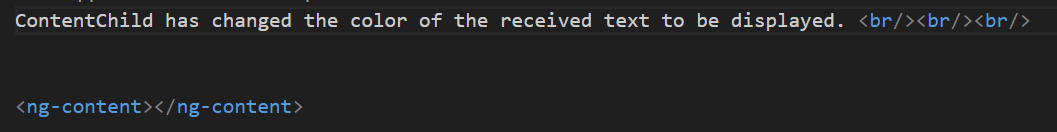 ContentChild has changed the color of the received text to be displayed. <br/><br/><br/>
<ng-content></ng-content>